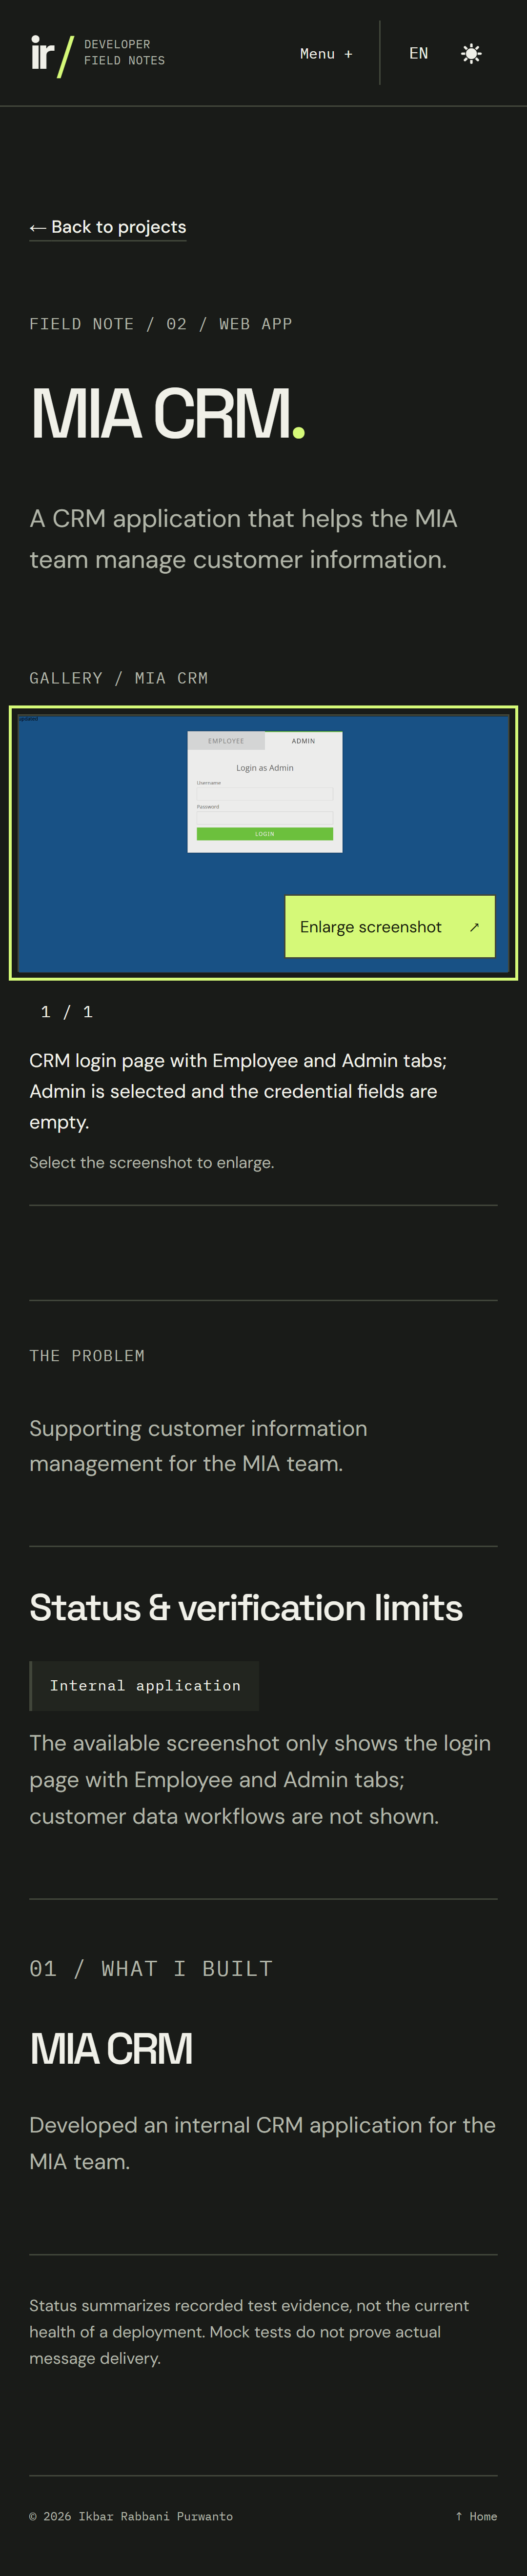 ir/
DEVELOPER
FIELD NOTES
Menu +
EN
← Back to projects
FIELD NOTE / 02 / WEB APP
MIA CRM.
A CRM application that helps the MIA
team manage customer information.
GALLERY / MIA CRM
EMPLOYEE
ADMIN
Login as Admin
Username
Password
LOGIN
Enlarge screenshot ↗
1 / 1
CRM login page with Employee and Admin tabs;
Admin is selected and the credential fields are
empty.
Select the screenshot to enlarge.
THE PROBLEM
Supporting customer information
management for the MIA team.
Status & verification limits
Internal application
The available screenshot only shows the login
page with Employee and Admin tabs;
customer data workflows are not shown.
01 / WHAT I BUILT
MIA CRM
Developed an internal CRM application for the
MIA team.
Status summarizes recorded test evidence, not the current
health of a deployment. Mock tests do not prove actual
message delivery.
© 2026 Ikbar Rabbani Purwanto
↑ Home